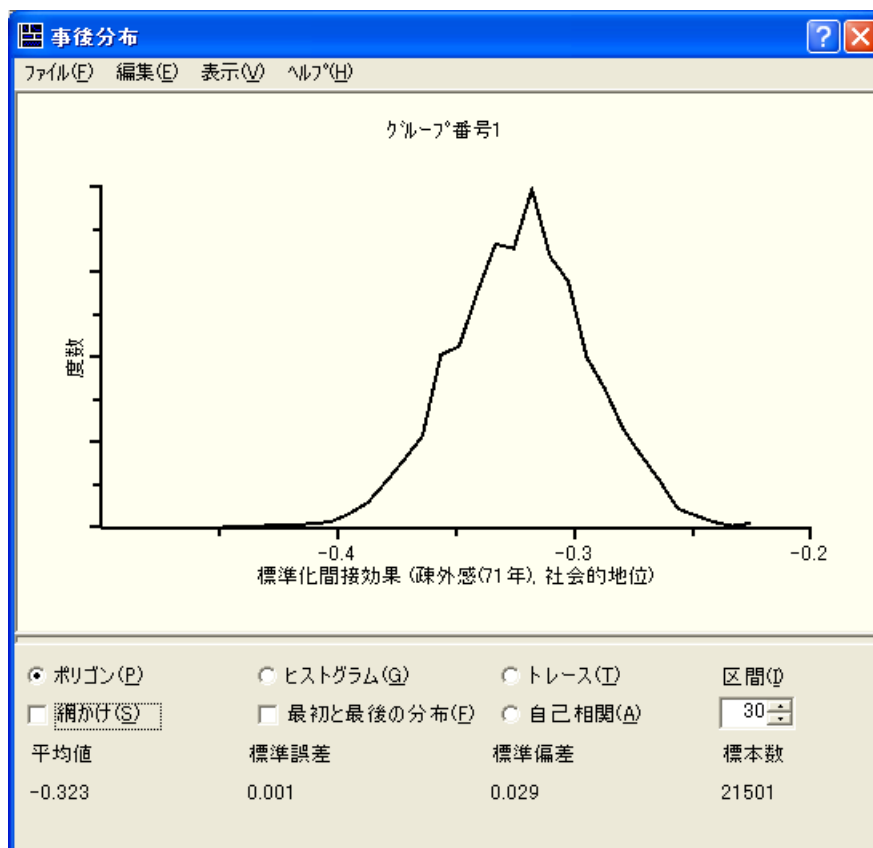 事後分布
ファイル(F) 編集(E) 表示(V) ヘルプ(H)
グループ番号1
度数
-0.4 -0.3 -0.2
標準化間接効果 (疎外感(71年), 社会的地位)
ポリゴン(P) ヒストグラム(G) トレース(T) 区間(I)
網かけ(S) 最初と最後の分布(F) 自己相関(A) 30
平均値 標準誤差 標準偏差 標本数
-0.323 0.001 0.029 21501